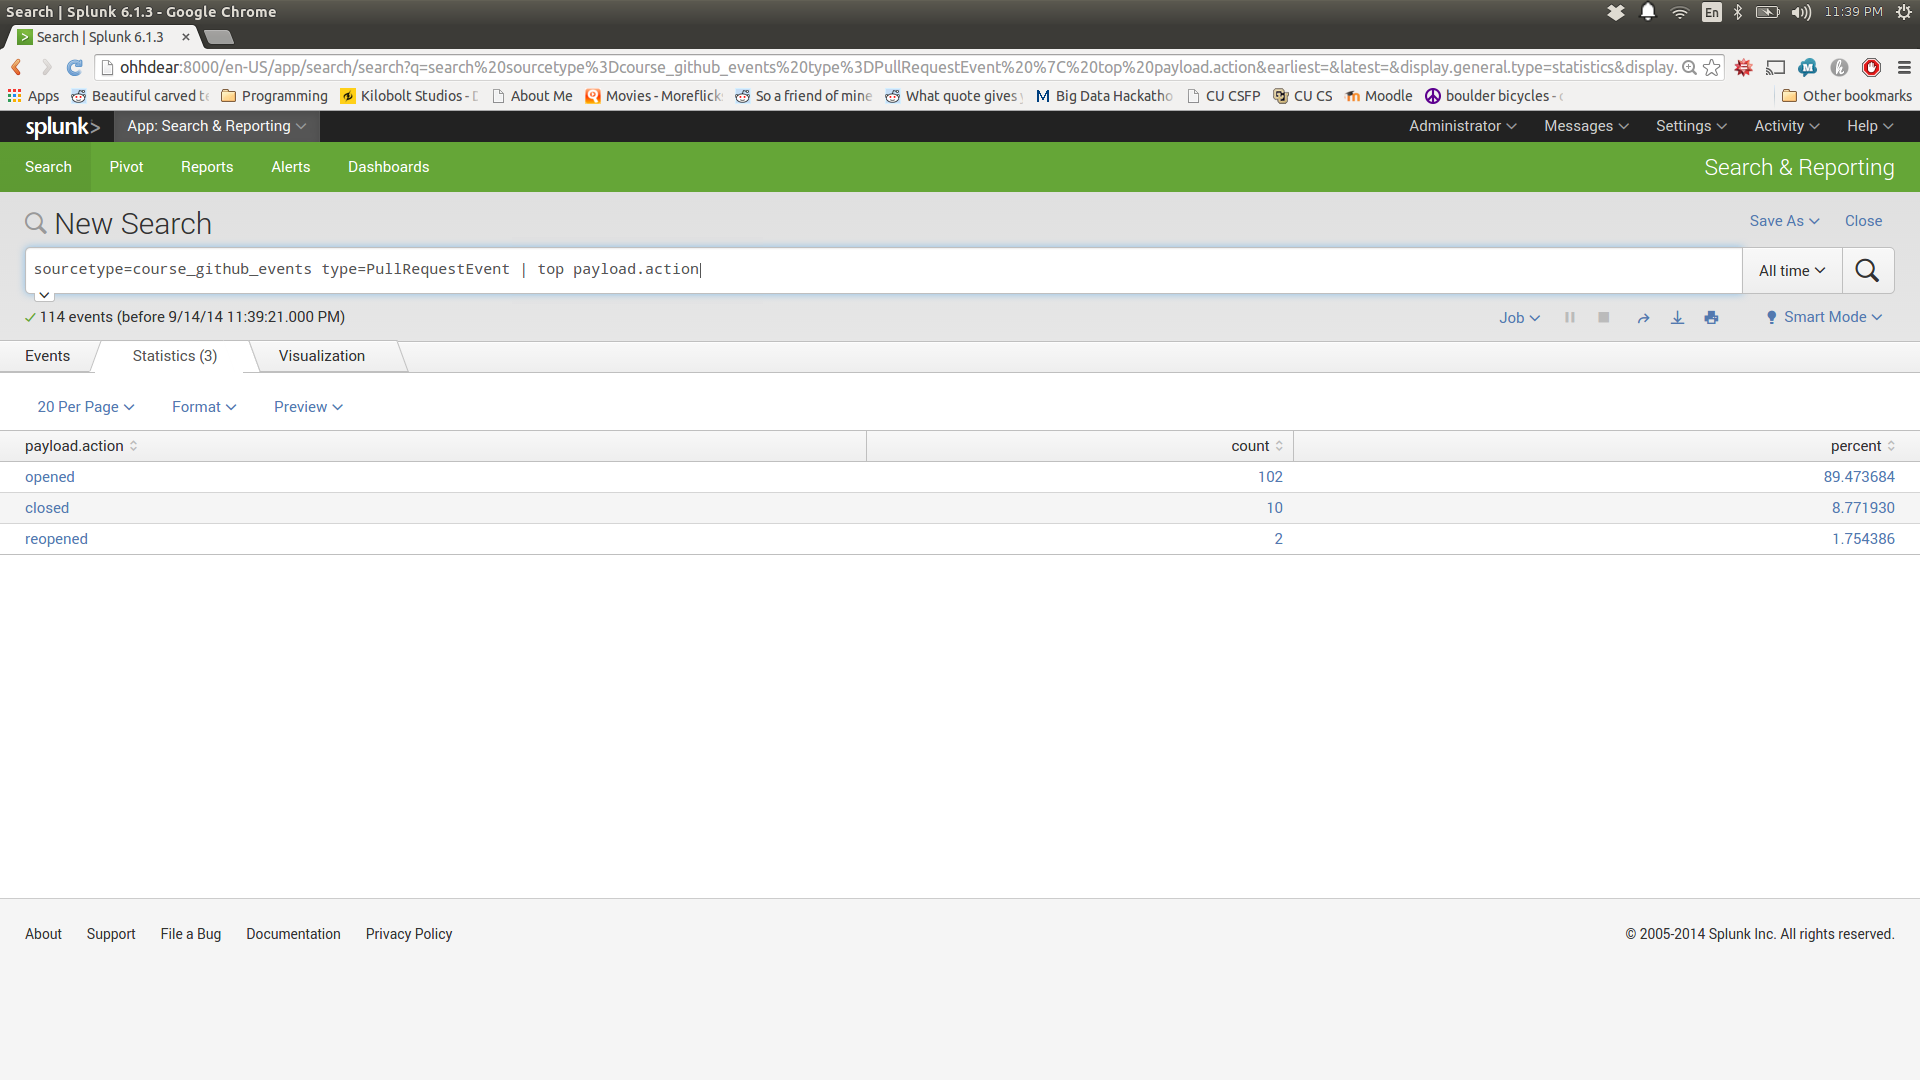 Search | Splunk 6.1.3 - Google Chrome
En
11:39 PM
Search | Splunk 6.1.3
ohhdear:8000/en-US/app/search/search?q=search%20sourcetype%3Dcourse_github_events%20type%3DPullRequestEvent%20%7C%20top%20payload.action&earliest=&latest=&display.general.type=statistics&display.
Apps Beautiful carved Programming Kilobolt Studios - About Me Movies - Moreflick So a friend of mine What quote gives Big Data Hackatho CU CSFP CU CS Moodle boulder bicycles - Other bookmarks
splunk> App: Search & Reporting Administrator Messages Settings Activity Help
Search Pivot Reports Alerts Dashboards Search & Reporting
New Search Save As Close
sourcetype=course_github_events type=PullRequestEvent | top payload.action All time
114 events (before 9/14/14 11:39:21.000 PM) Job Smart Mode
Events Statistics (3) Visualization
20 Per Page Format Preview
payload.action count percent
opened 102 89.473684
closed 10 8.771930
reopened 2 1.754386
About Support File a Bug Documentation Privacy Policy © 2005-2014 Splunk Inc. All rights reserved.